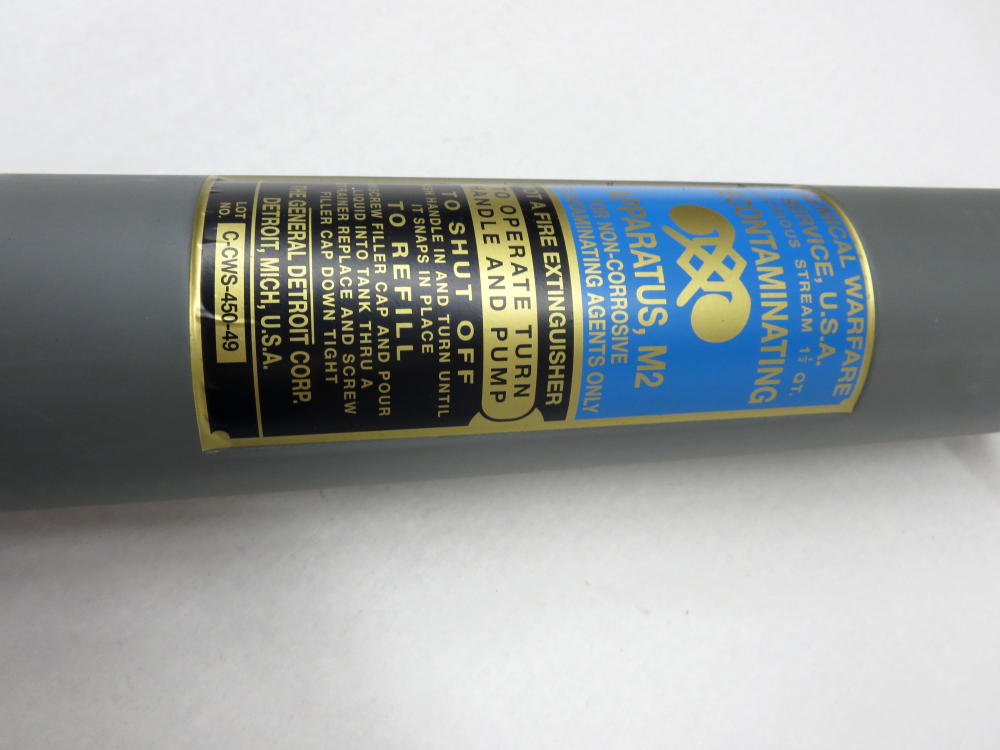 CHEMICAL WARFARE
SERVICE, U.S.A.
STREAM 1½ QT.
DECONTAMINATING
APPARATUS, M2
FOR NON-CORROSIVE
DECONTAMINATING AGENTS ONLY
NOT A FIRE EXTINGUISHER
TO OPERATE TURN
HANDLE AND PUMP
TO SHUT OFF
PUSH HANDLE IN AND TURN UNTIL
IT SNAPS IN PLACE
TO REFILL
UNSCREW FILLER CAP AND POUR
LIQUID INTO TANK THRU A
STRAINER REPLACE AND SCREW
FILLER CAP DOWN TIGHT
THE GENERAL DETROIT CORP.
DETROIT, MICH, U.S.A.
LOT
NO. C-CWS-450-49